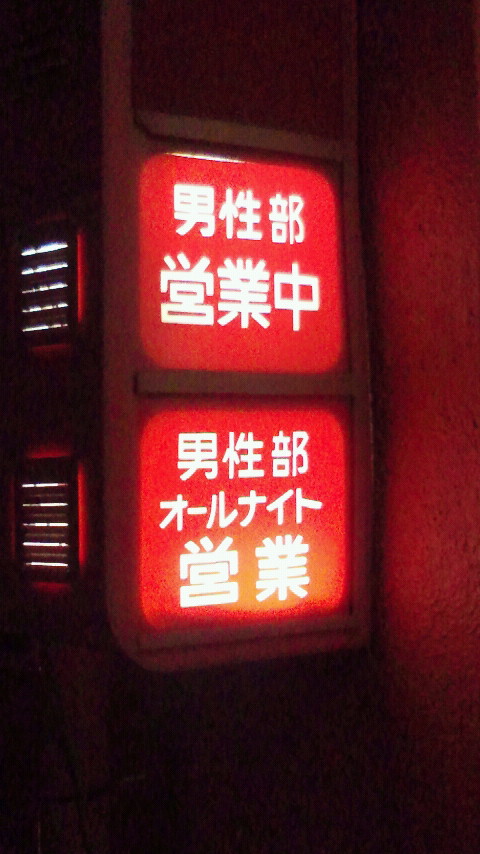 男性部
営業中
男性部
オールナイト
営業